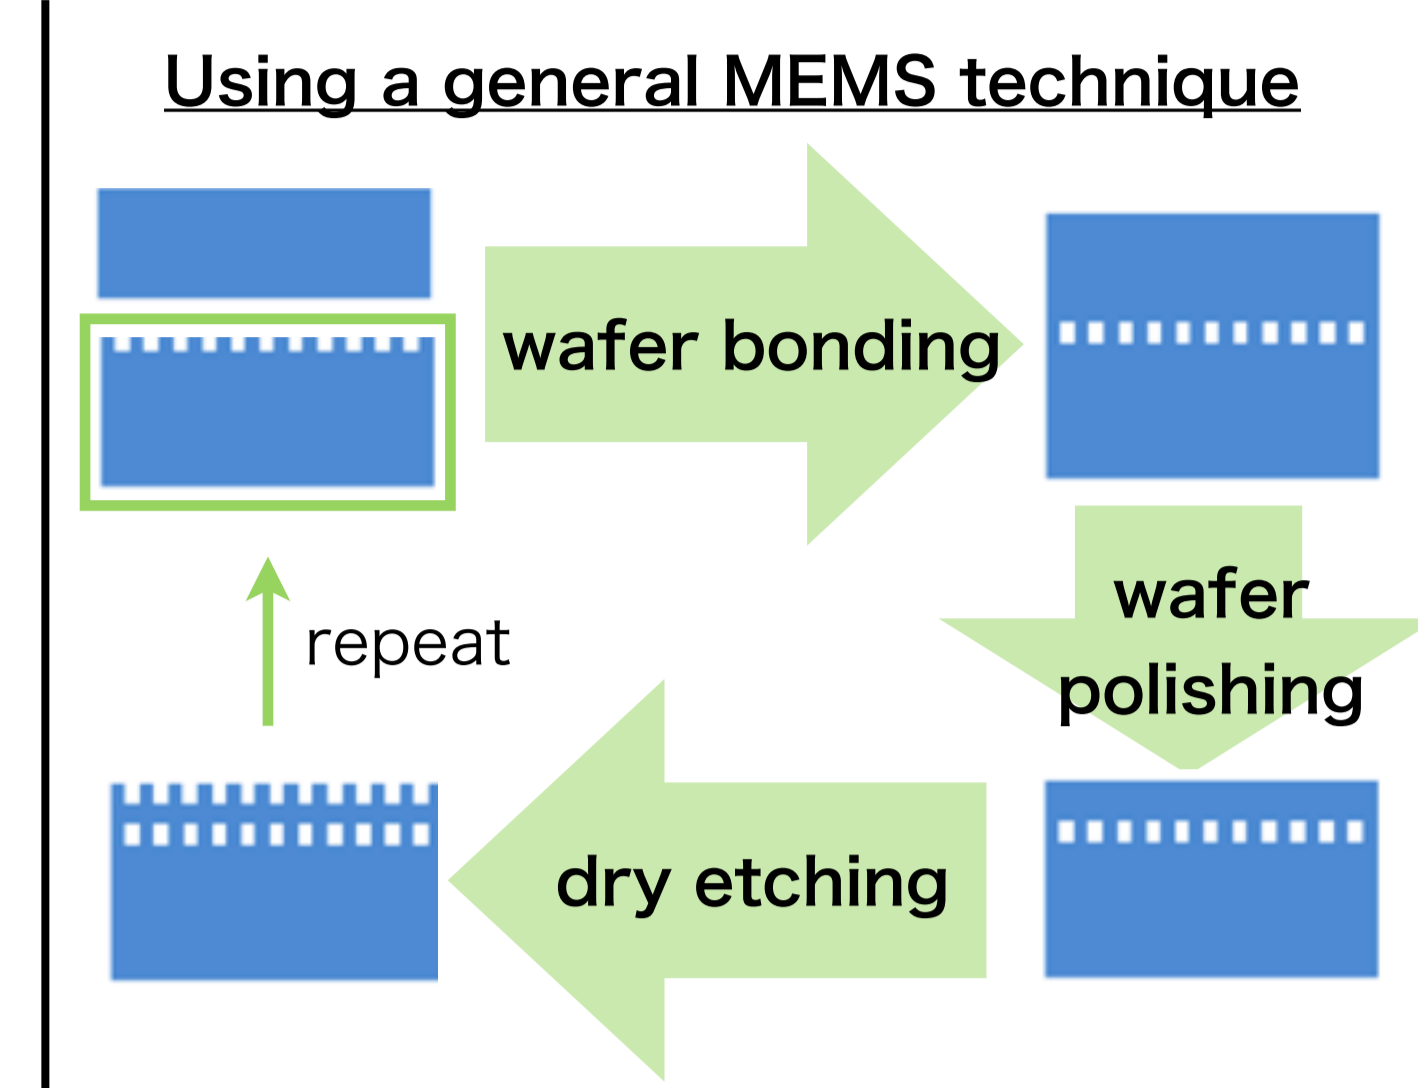 Using a general MEMS technique
wafer bonding
wafer
polishing
repeat
dry etching